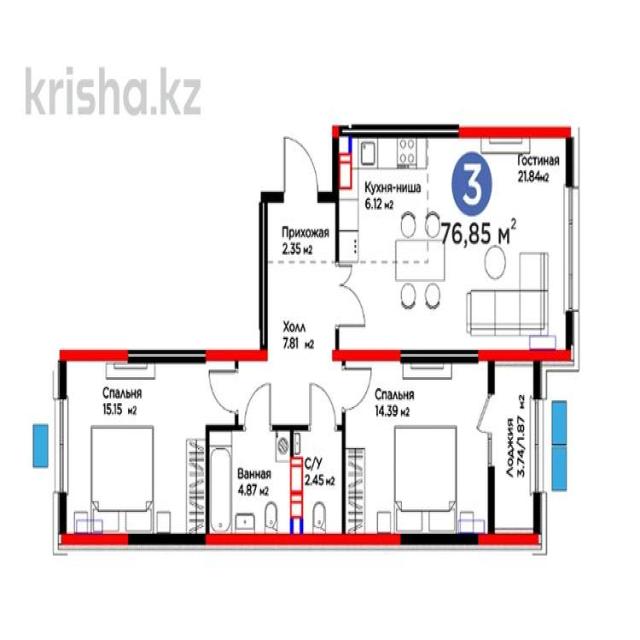 krisha.kz
Гостиная
21.84м2
3
Кухня-ниша
6.12 м2
76,85 м2
Прихожая
2.35 м2
Холл
7.81 м2
Спальня
15.15 м2
Спальня
14.39 м2
Лоджия
3.74/1.87 м2
С/У
2.45 м2
Ванная
4.87 м2